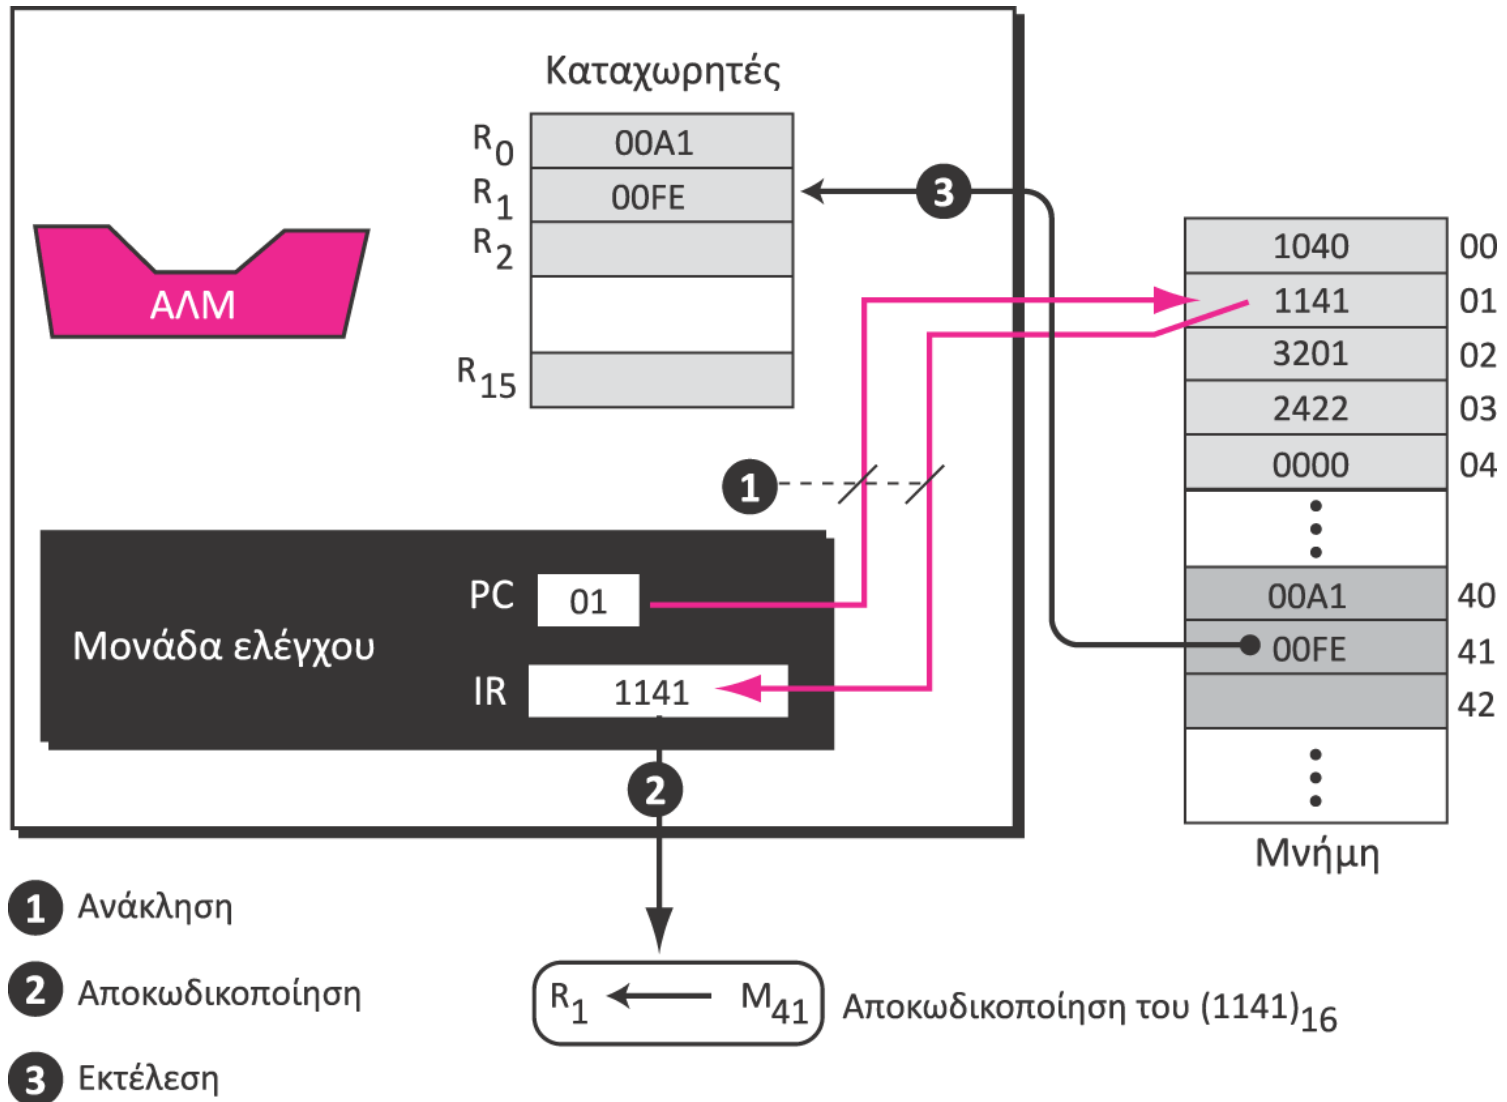 Καταχωρητές
R0 00A1
R1 00FE
R2
R15
ΑΛΜ
3
1
Μονάδα ελέγχου
PC 01
IR 1141
2
1040 00
1141 01
3201 02
2422 03
0000 04
00A1 40
00FE 41
42
Μνήμη
1 Ανάκληση
2 Αποκωδικοποίηση
3 Εκτέλεση
R1 ← M41 Αποκωδικοποίηση του (1141)16